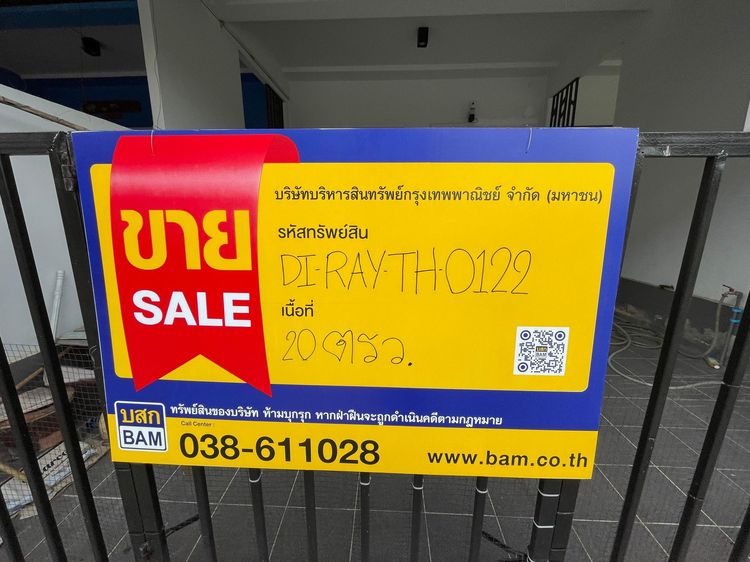 ขาย
SALE
บริษัทบริหารสินทรัพย์กรุงเทพพาณิชย์ จำกัด (มหาชน)
รหัสทรัพย์สิน
DI-RAY-TH-0122
เนื้อที่
20 ตรว.
บสก
BAM
ทรัพย์สินของบริษัท ห้ามบุกรุก หากฝ่าฝืนจะถูกดำเนินคดีตามกฎหมาย
Call Center :
038-611028
www.bam.co.th